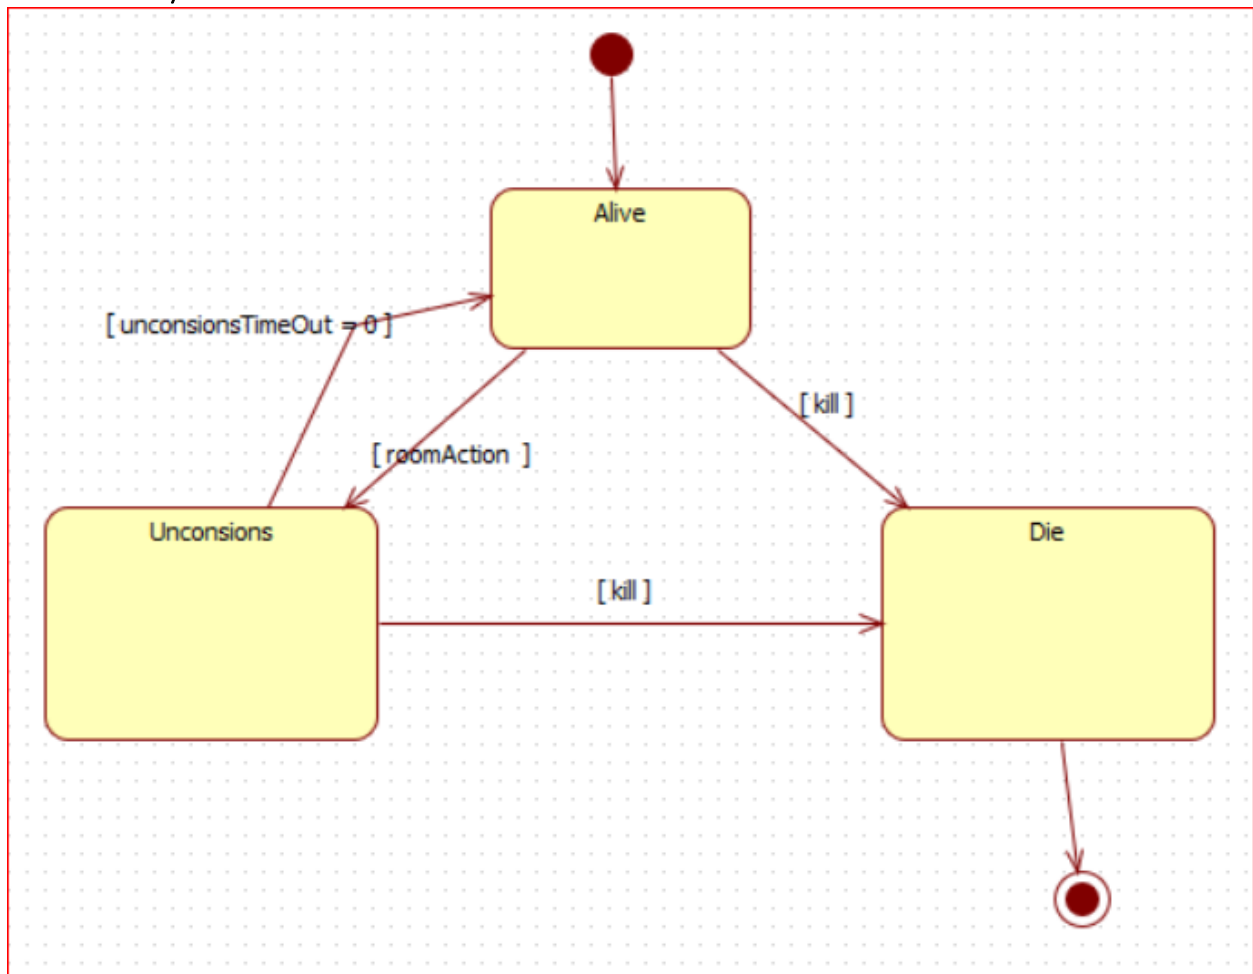 Alive
[ unconsionsTimeOut = 0 ]
[ kill ]
[ roomAction  ]
Unconsions
Die
[ kill ]